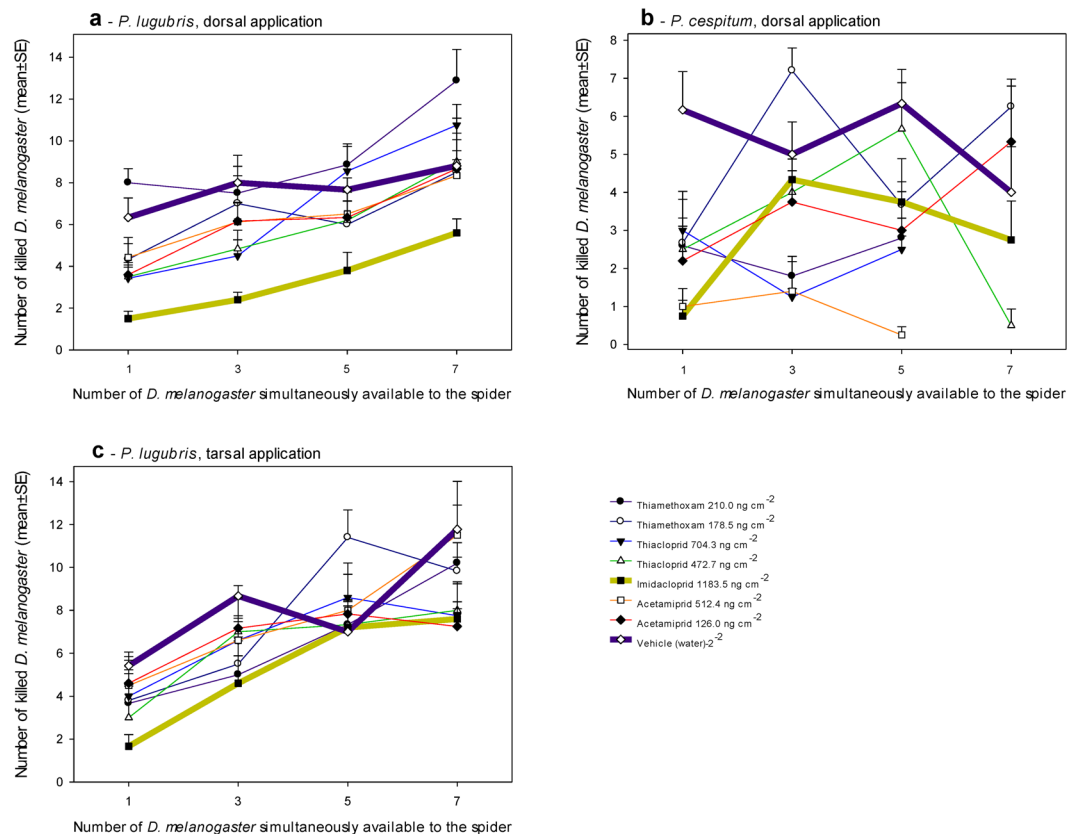 a - P. lugubris, dorsal application
Number of killed D. melanogaster (mean±SE)
14
12
10
8
6
4
2
0
1 3 5 7
Number of D. melanogaster simultaneously available to the spider
b - P. cespitum, dorsal application
Number of killed D. melanogaster (mean±SE)
8
7
6
5
4
3
2
1
0
1 3 5 7
Number of D. melanogaster simultaneously available to the spider
c - P. lugubris, tarsal application
Number of killed D. melanogaster (mean±SE)
14
12
10
8
6
4
2
0
1 3 5 7
Number of D. melanogaster simultaneously available to the spider
Thiamethoxam 210.0 ng cm⁻²
Thiamethoxam 178.5 ng cm⁻²
Thiacloprid 704.3 ng cm⁻²
Thiacloprid 472.7 ng cm⁻²
Imidacloprid 1183.5 ng cm⁻²
Acetamiprid 512.4 ng cm⁻²
Acetamiprid 126.0 ng cm⁻²
Vehicle (water)-2⁻²